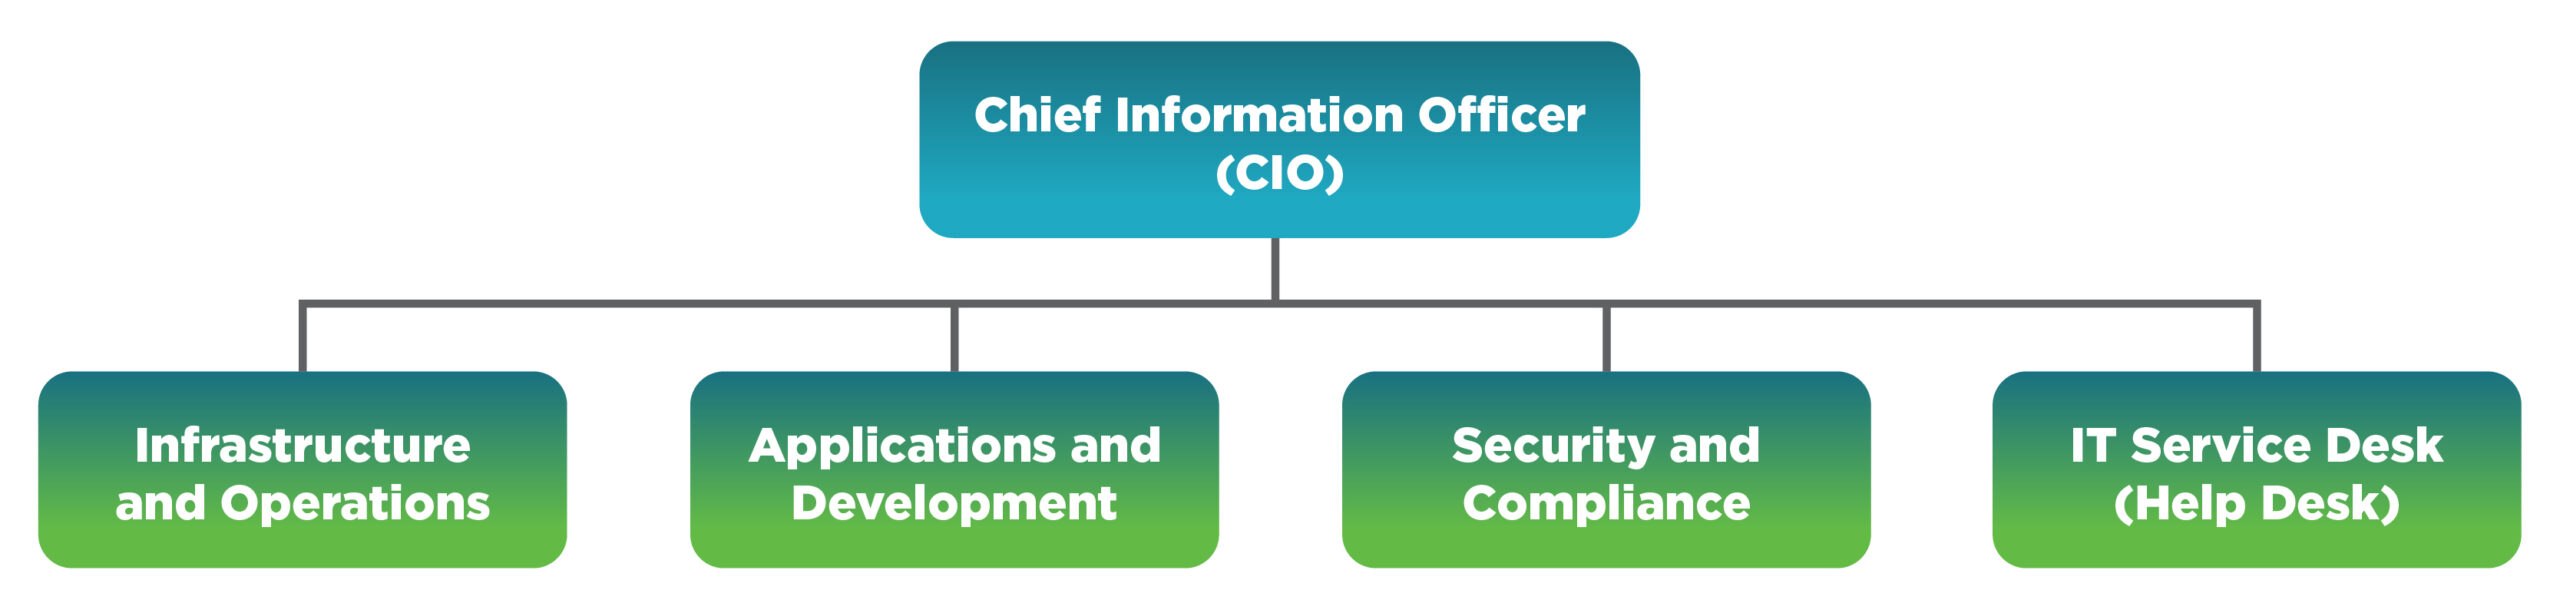 Chief Information Officer
(CIO)
Infrastructure
and Operations
Applications and
Development
Security and
Compliance
IT Service Desk
(Help Desk)